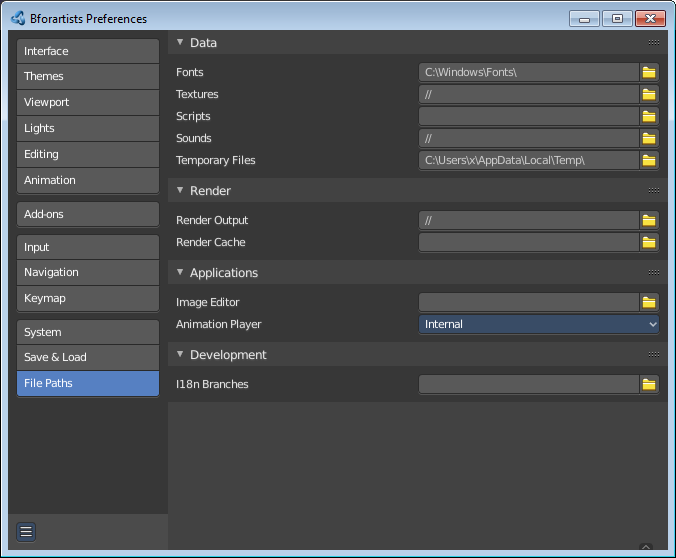 Bforartists Preferences
Interface
Themes
Viewport
Lights
Editing
Animation
Add-ons
Input
Navigation
Keymap
System
Save & Load
File Paths
Data
Fonts C:\Windows\Fonts\
Textures //
Scripts
Sounds //
Temporary Files C:\Users\x\AppData\Local\Temp\
Render
Render Output //
Render Cache
Applications
Image Editor
Animation Player Internal
Development
I18n Branches